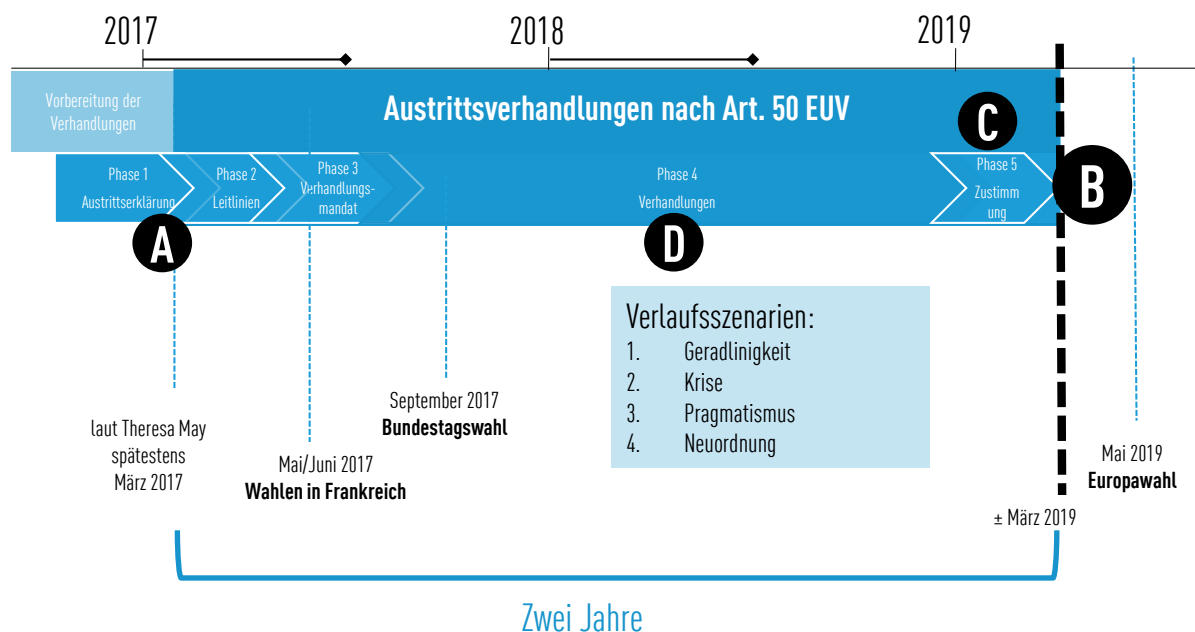 2017
2018
2019
Vorbereitung der
Verhandlungen
Austrittsverhandlungen nach Art. 50 EUV
C
Phase 1
Austrittserklärung
Phase 2
Leitlinien
Phase 3
Verhandlungs-
mandat
Phase 4
Verhandlungen
Phase 5
Zustimm
ung
B
A
D
Verlaufsszenarien:
1. Geradlinigkeit
2. Krise
3. Pragmatismus
4. Neuordnung
laut Theresa May
spätestens
März 2017
Mai/Juni 2017
Wahlen in Frankreich
September 2017
Bundestagswahl
Mai 2019
Europawahl
± März 2019
Zwei Jahre